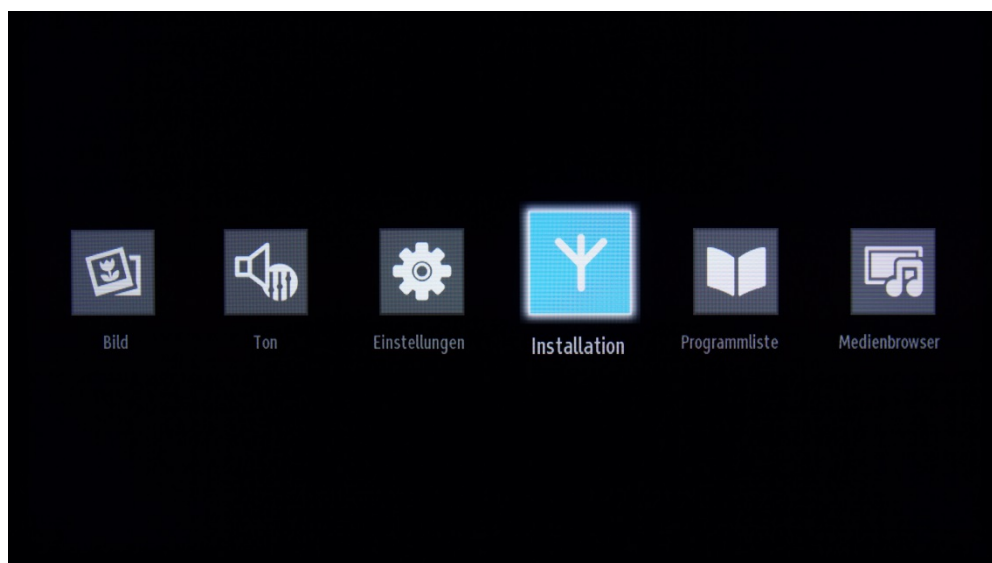 Bild
Ton
Einstellungen
Installation
Programmliste
Medienbrowser